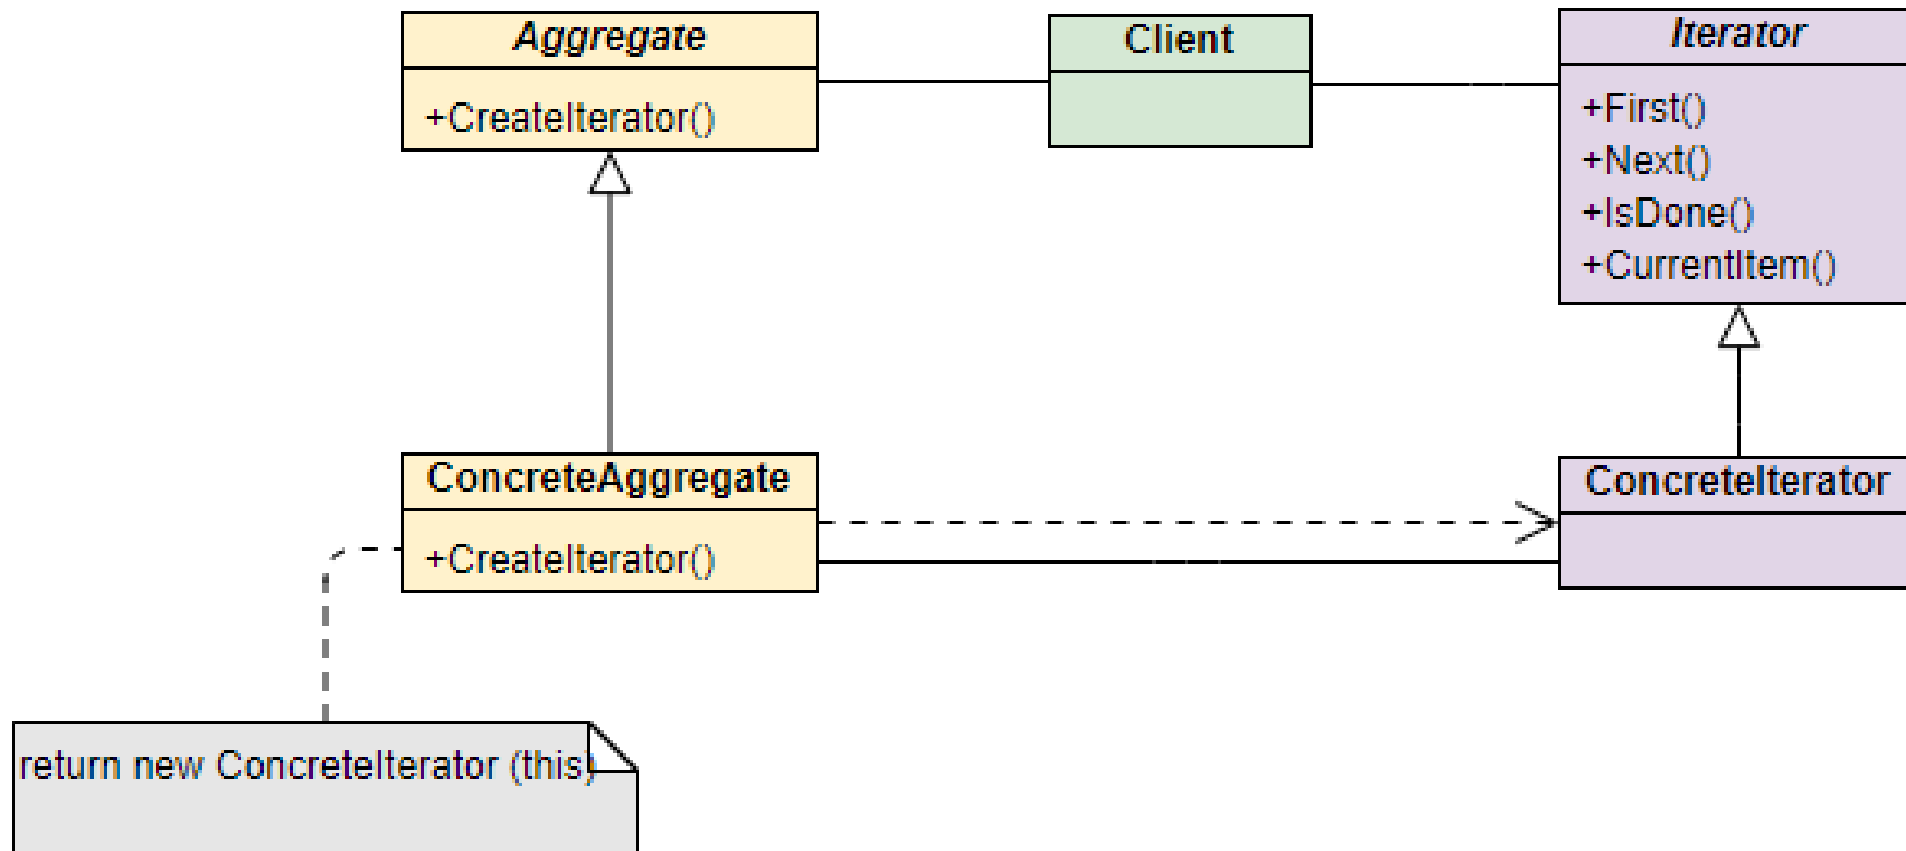 Aggregate
+CreateIterator()
Client
Iterator
+First()
+Next()
+IsDone()
+CurrentItem()
ConcreteAggregate
+CreateIterator()
ConcreteIterator
return new ConcreteIterator (this)